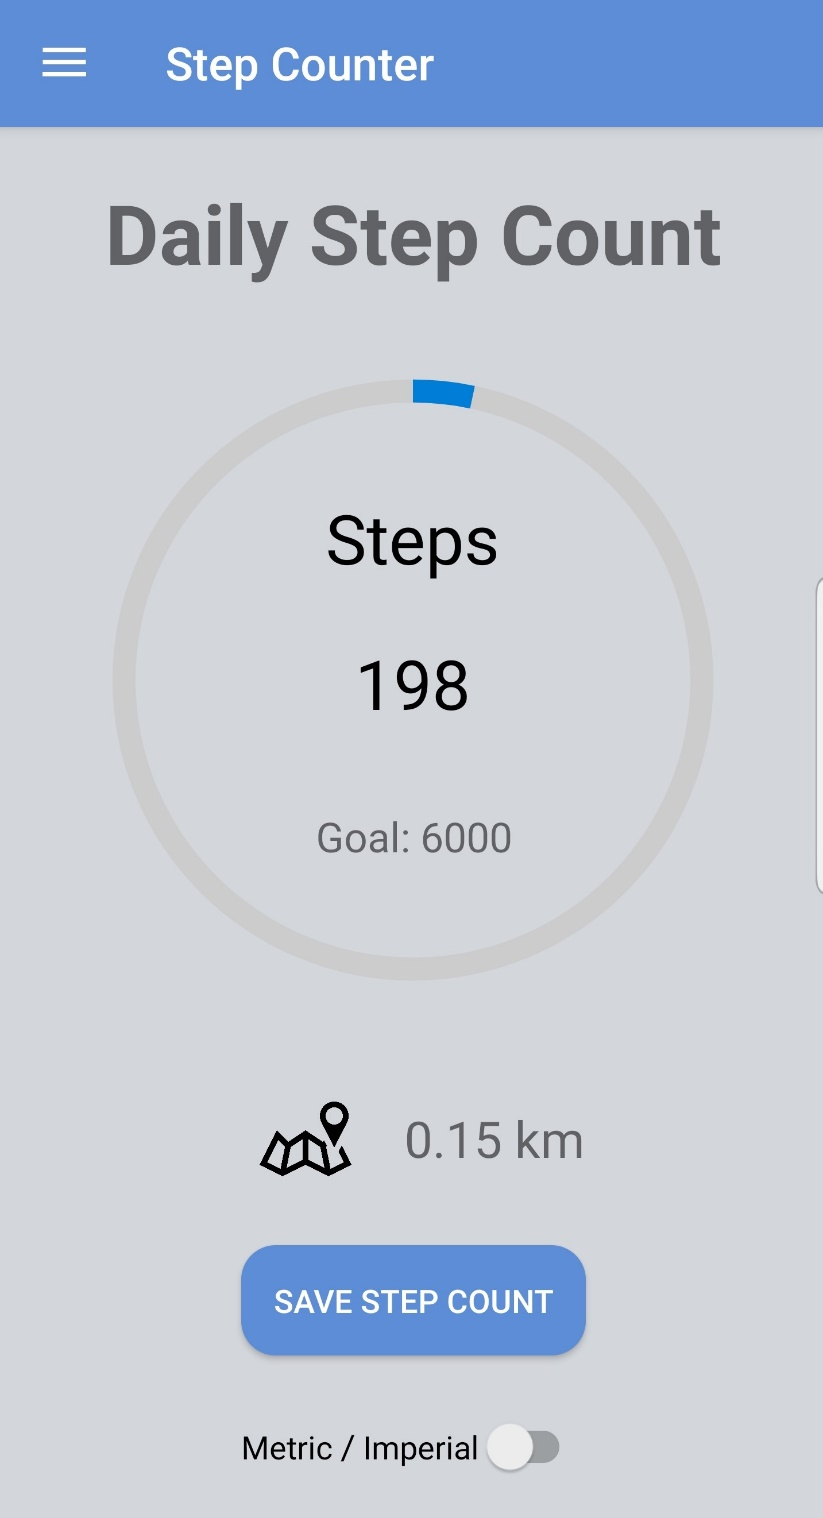 Step Counter
Daily Step Count
Steps
198
Goal: 6000
0.15 km
SAVE STEP COUNT
Metric / Imperial